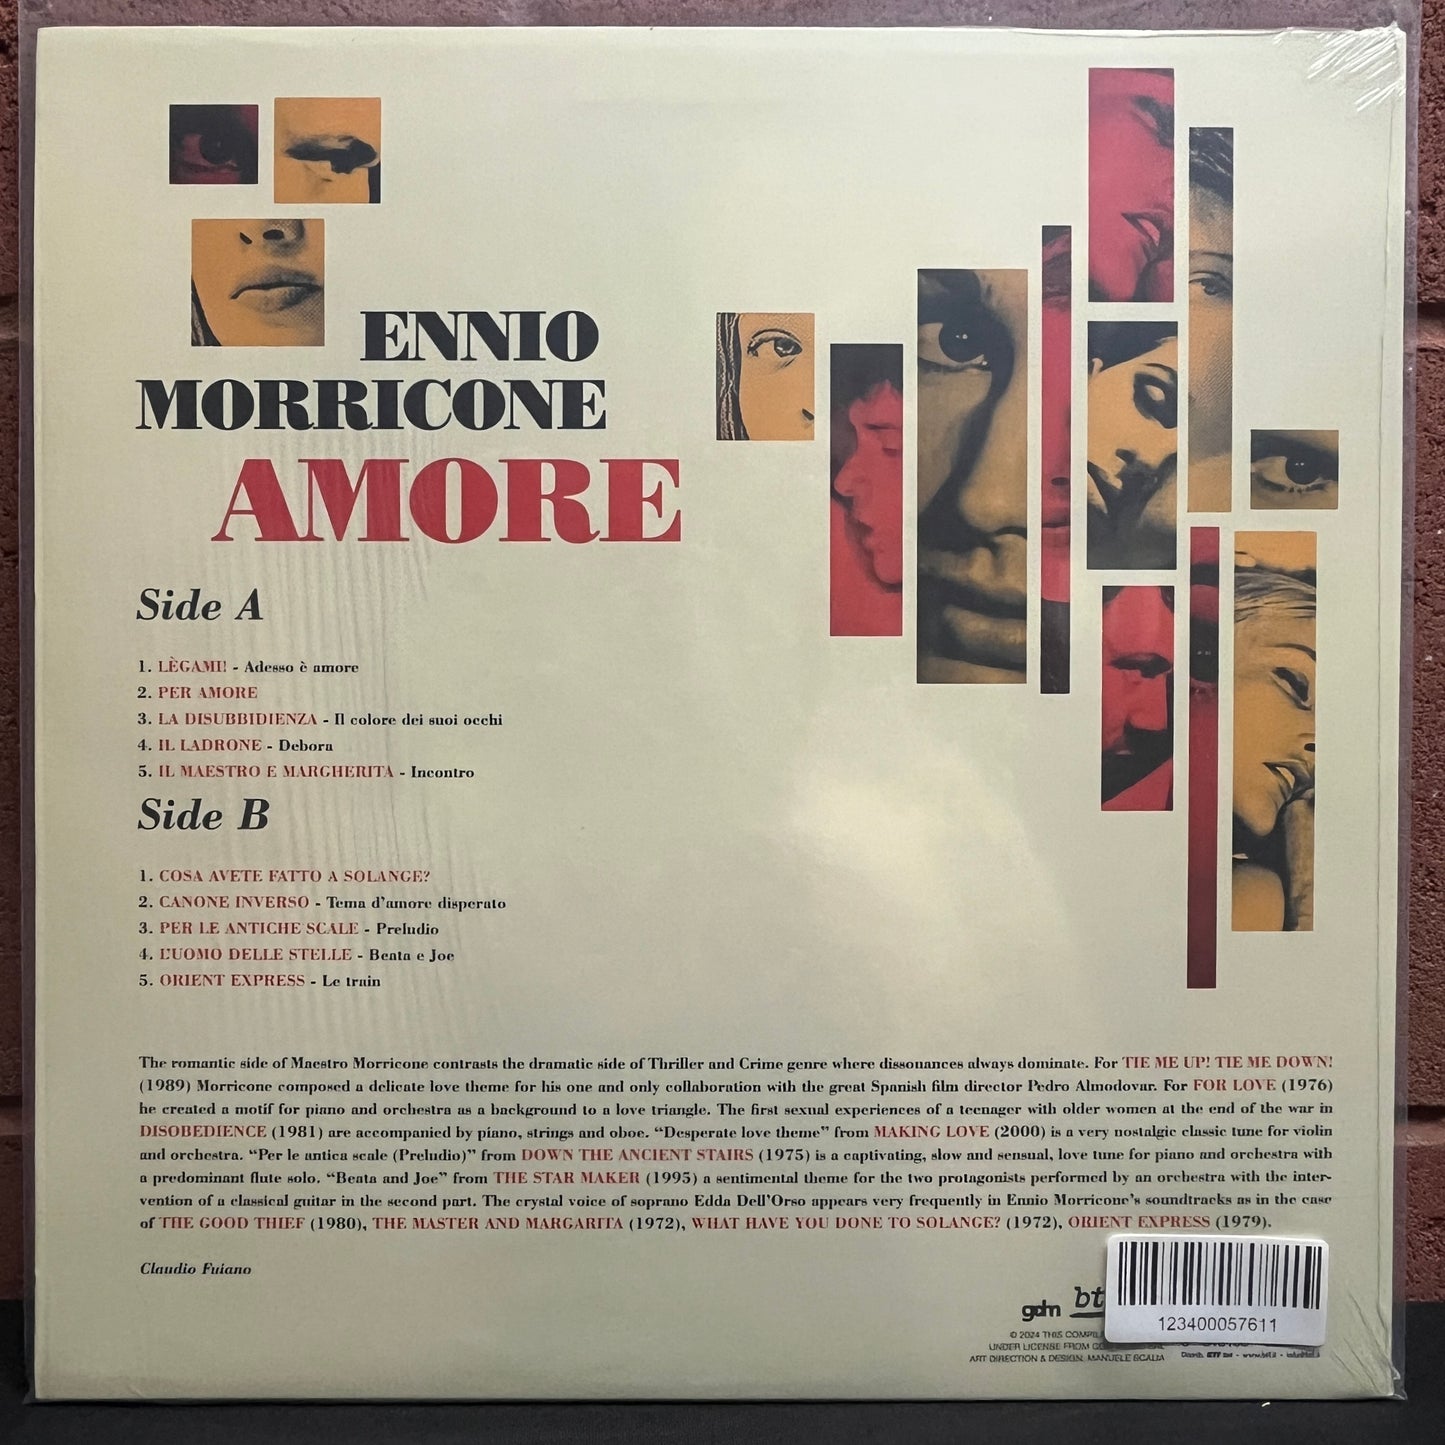 ENNIO
MORRICONE
AMORE
Side A
1. LÈGAMI! - Adesso è amore
2. PER AMORE
3. LA DISUBBIDIENZA - Il colore dei suoi occhi
4. IL LADRONE - Debora
5. IL MAESTRO E MARGHERITA - Incontro
Side B
1. COSA AVETE FATTO A SOLANGE?
2. CANONE INVERSO - Tema d'amore disperato
3. PER LE ANTICHE SCALE - Preludio
4. L'UOMO DELLE STELLE - Beata e Joe
5. ORIENT EXPRESS - Le train
The romantic side of Maestro Morricone contrasts the dramatic side of Thriller and Crime genre where dissonances always dominate. For TIE ME UP! TIE ME DOWN!
(1989) Morricone composed a delicate love theme for his one and only collaboration with the great Spanish film director Pedro Almodovar. For FOR LOVE (1976)
he created a motif for piano and orchestra as a background to a love triangle. The first sexual experiences of a teenager with older women at the end of the war in
DISOBEDIENCE (1981) are accompanied by piano, strings and oboe. “Desperate love theme” from MAKING LOVE (2000) is a very nostalgic classic tune for violin
and orchestra. “Per le antica scale (Preludio)” from DOWN THE ANCIENT STAIRS (1975) is a captivating, slow and sensual, love tune for piano and orchestra with
a predominant flute solo. “Beata and Joe” from THE STAR MAKER (1995) a sentimental theme for the two protagonists performed by an orchestra with the inter-
vention of a classical guitar in the second part. The crystal voice of soprano Edda Dell'Orso appears very frequently in Ennio Morricone's soundtracks as in the case
of THE GOOD THIEF (1980), THE MASTER AND MARGARITA (1972), WHAT HAVE YOU DONE TO SOLANGE? (1972), ORIENT EXPRESS (1979).
Claudio Fuiano
gdm bt
123400057611
© 2024 THIS COMPIL
UNDER LICENSE FROM
ART DIRECTION & DESIGN: MANUELE SCALIA